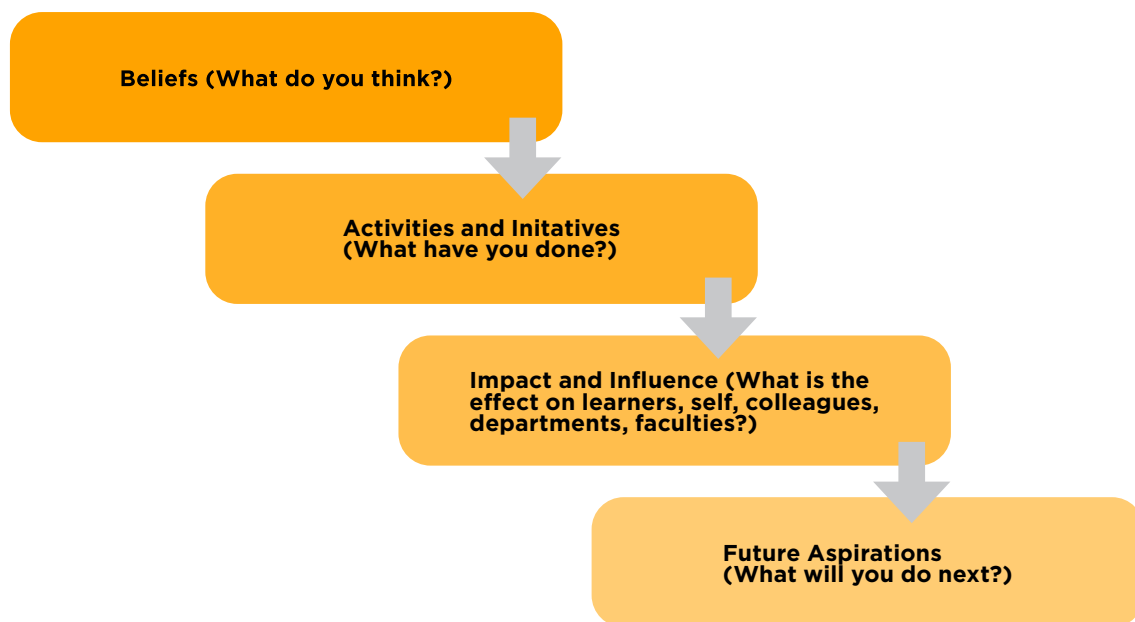 Beliefs (What do you think?)
Activities and Initatives
(What have you done?)
Impact and Influence (What is the
effect on learners, self, colleagues,
departments, faculties?)
Future Aspirations
(What will you do next?)